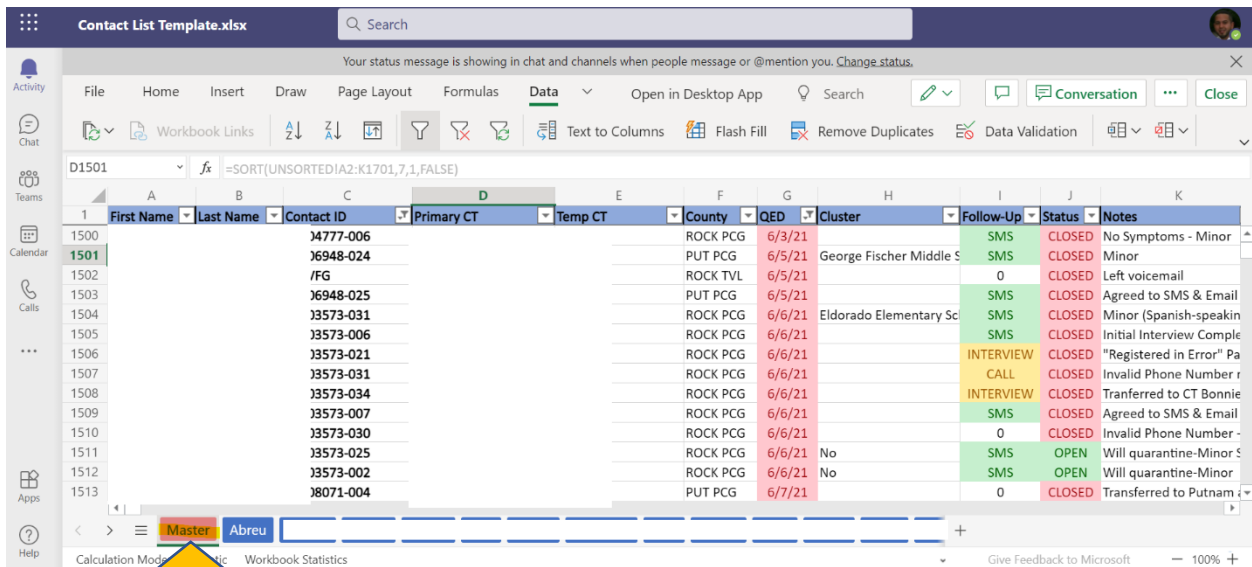 Contact List Template.xlsx Search
Your status message is showing in chat and channels when people message or @mention you. Change status.
Activity
Chat
Teams
Calendar
Calls
Apps
Help
File Home Insert Draw Page Layout Formulas Data Open in Desktop App Search Conversation ... Close
Workbook Links Text to Columns Flash Fill Remove Duplicates Data Validation
D1501 fx =SORT(UNSORTED!A2:K1701,7,1,FALSE)
A B C D E F G H I J K
1 First Name Last Name Contact ID Primary CT Temp CT County QED Cluster Follow-Up Status Notes
1500 04777-006 ROCK PCG 6/3/21 SMS CLOSED No Symptoms - Minor
1501 06948-024 PUT PCG 6/5/21 George Fischer Middle S SMS CLOSED Minor
1502 /FG ROCK TVL 6/5/21 0 CLOSED Left voicemail
1503 06948-025 PUT PCG 6/5/21 SMS CLOSED Agreed to SMS & Email
1504 03573-031 ROCK PCG 6/6/21 Eldorado Elementary Scl SMS CLOSED Minor (Spanish-speakin
1505 03573-006 ROCK PCG 6/6/21 SMS CLOSED Initial Interview Comple
1506 03573-021 ROCK PCG 6/6/21 INTERVIEW CLOSED "Registered in Error" Pa
1507 03573-031 ROCK PCG 6/6/21 CALL CLOSED Invalid Phone Number
1508 03573-034 ROCK PCG 6/6/21 INTERVIEW CLOSED Tranferred to CT Bonnie
1509 03573-007 ROCK PCG 6/6/21 SMS CLOSED Agreed to SMS & Email
1510 03573-030 ROCK PCG 6/6/21 0 CLOSED Invalid Phone Number -
1511 03573-025 ROCK PCG 6/6/21 No SMS OPEN Will quarantine-Minor S
1512 03573-002 ROCK PCG 6/6/21 No SMS OPEN Will quarantine-Minor
1513 08071-004 PUT PCG 6/7/21 0 CLOSED Transferred to Putnam
Master Abreu
Calculation Mode Workbook Statistics Give Feedback to Microsoft 100%